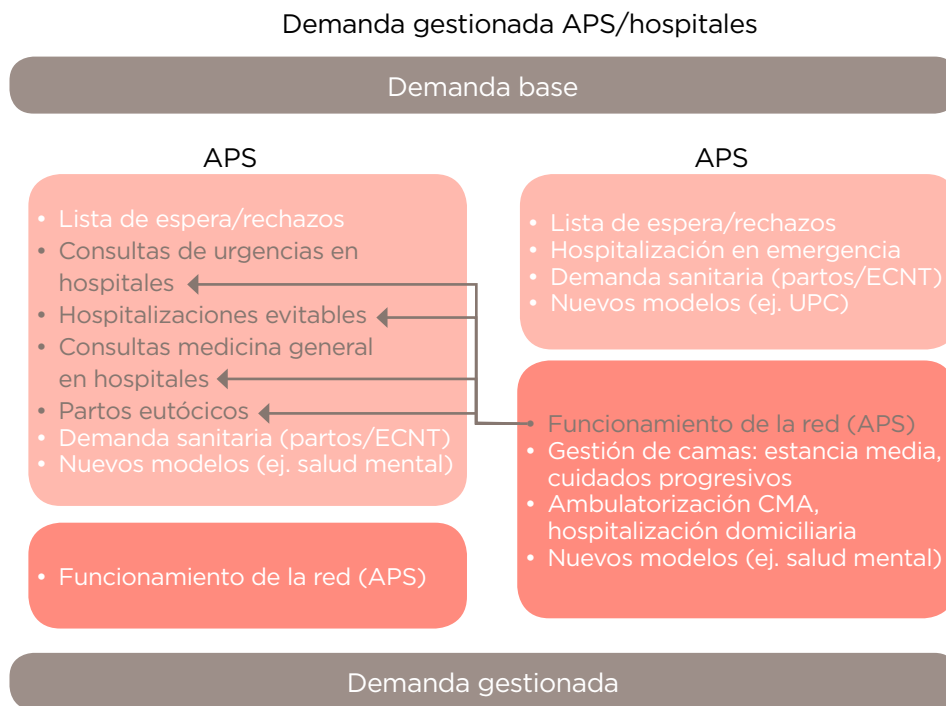 Demanda gestionada APS/hospitales
Demanda base
APS
• Lista de espera/rechazos
• Consultas de urgencias en
hospitales
• Hospitalizaciones evitables
• Consultas medicina general
en hospitales
• Partos eutócicos
• Demanda sanitaria (partos/ECNT)
• Nuevos modelos (ej. salud mental)
• Funcionamiento de la red (APS)
APS
• Lista de espera/rechazos
• Hospitalización en emergencia
• Demanda sanitaria (partos/ECNT)
• Nuevos modelos (ej. UPC)
• Funcionamiento de la red (APS)
• Gestión de camas: estancia media,
cuidados progresivos
• Ambulatorización CMA,
hospitalización domiciliaria
• Nuevos modelos (ej. salud mental)
Demanda gestionada